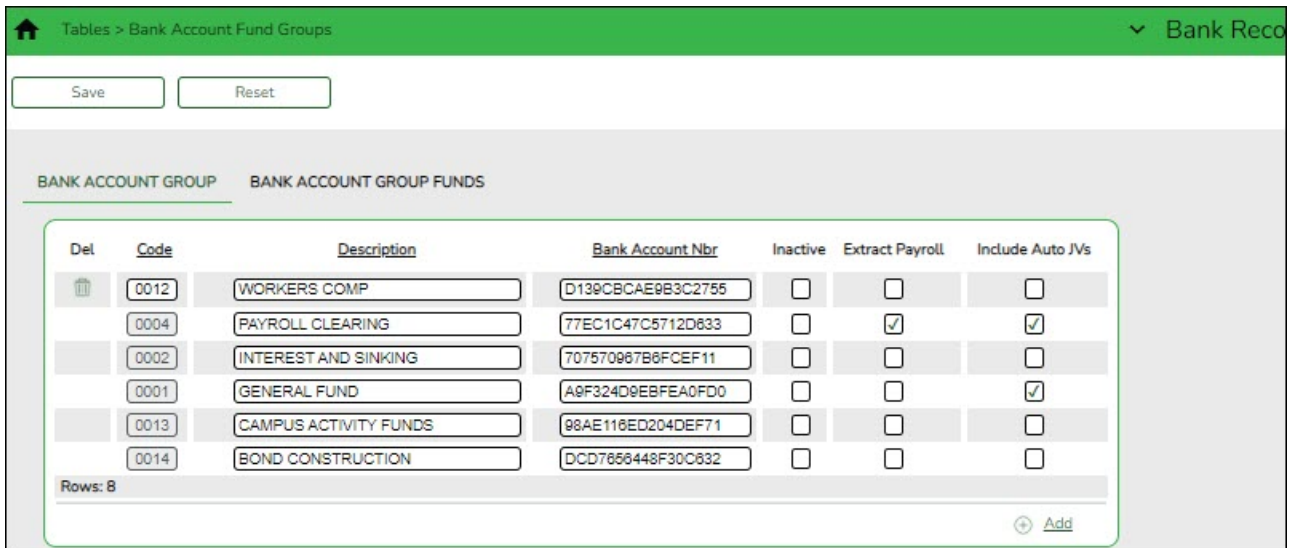 Tables > Bank Account Fund Groups
Bank Reco
Save Reset
BANK ACCOUNT GROUP BANK ACCOUNT GROUP FUNDS
Del Code Description Bank Account Nbr Inactive Extract Payroll Include Auto JVs
0012 WORKERS COMP D139CBCAE9B3C2755
0004 PAYROLL CLEARING 77EC1C47C5712D633
0002 INTEREST AND SINKING 707570967B6FCEF11
0001 GENERAL FUND A9F324D9EBFEA0FD0
0013 CAMPUS ACTIVITY FUNDS 98AE116ED204DEF71
0014 BOND CONSTRUCTION DCD7656448F30C632
Rows: 8
Add